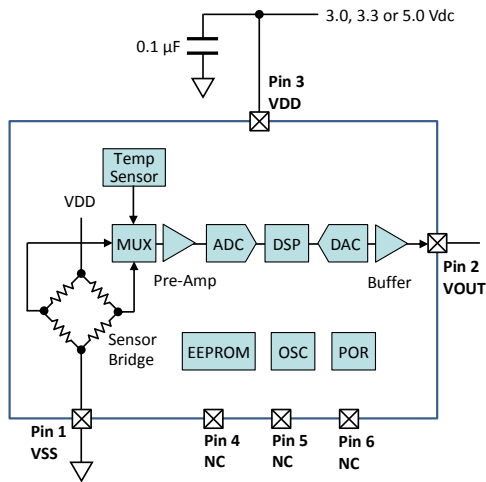 3.0, 3.3 or 5.0 Vdc
0.1 µF
Pin 3
VDD
Temp
Sensor
VDD
MUX
ADC
DSP
DAC
Pre-Amp
Buffer
Pin 2
VOUT
Sensor
Bridge
EEPROM
OSC
POR
Pin 1
VSS
Pin 4
NC
Pin 5
NC
Pin 6
NC